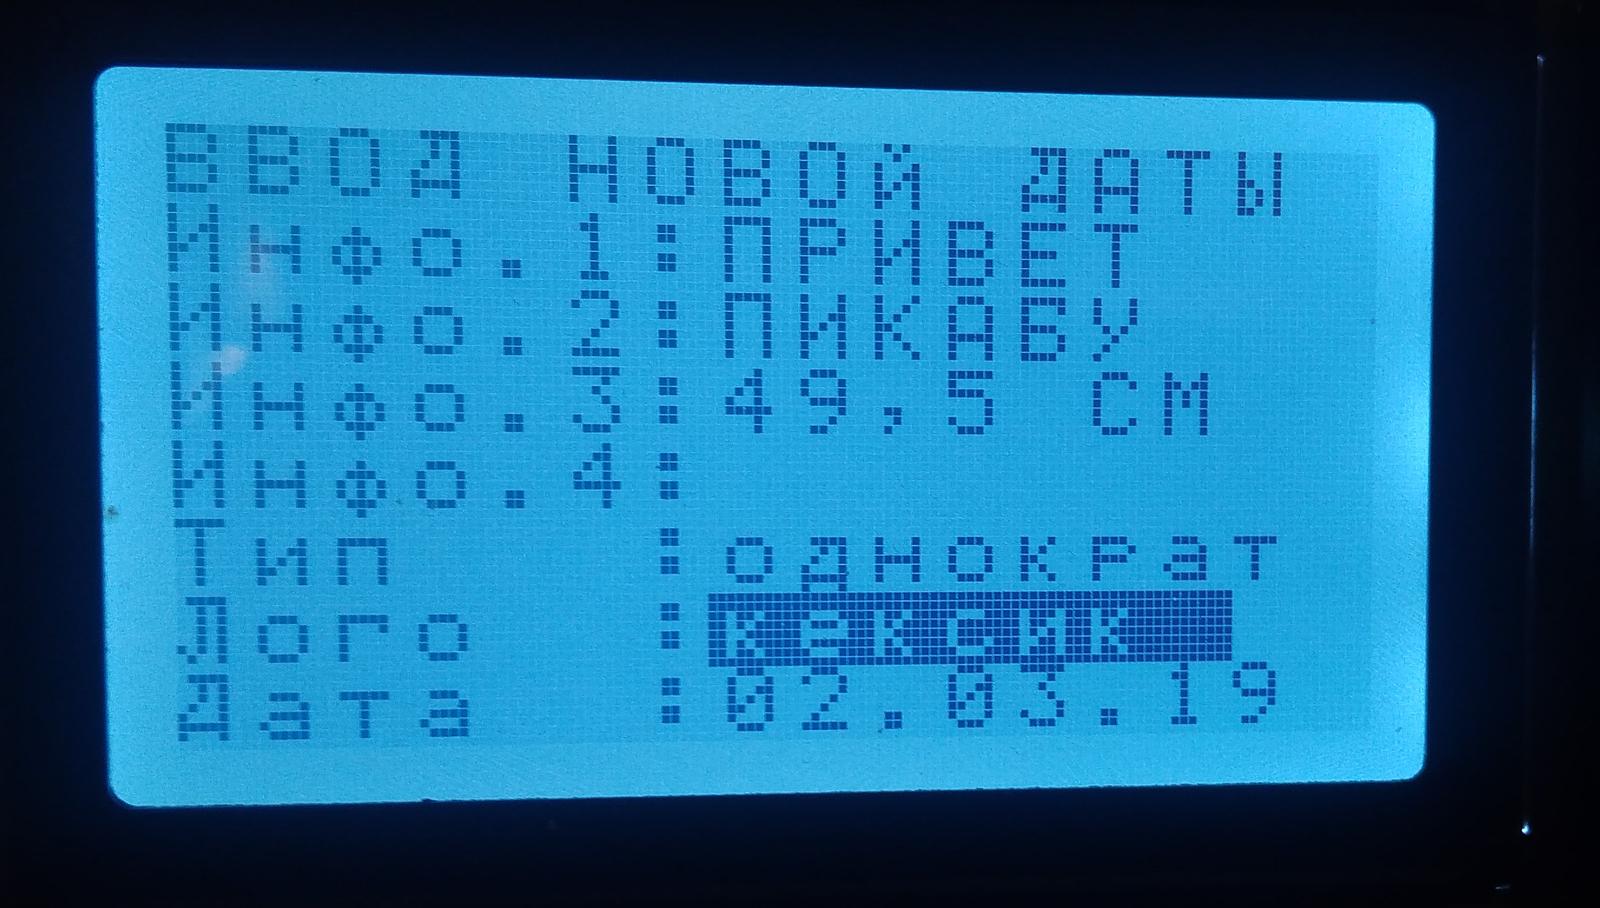 ВВОД НОВОЙ ДАТЫ
Инфо.1:ПРИВЕТ
Инфо.2:ПИКАБУ
Инфо.3:49,5 СМ
Инфо.4:
Тип :однократ
Лого :кексик
Дата :02.03.19